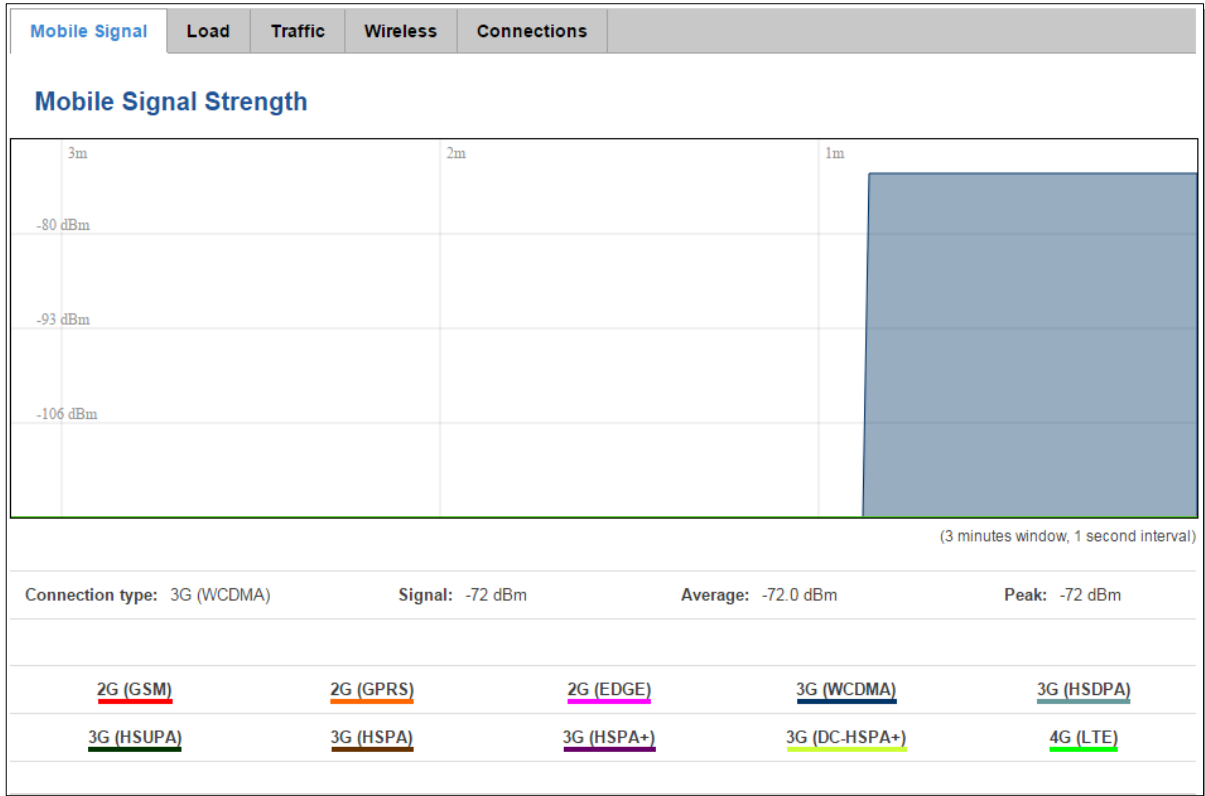 Mobile Signal Load Traffic Wireless Connections
Mobile Signal Strength
3m 2m 1m
-80 dBm
-93 dBm
-106 dBm
(3 minutes window, 1 second interval)
Connection type: 3G (WCDMA) Signal: -72 dBm Average: -72.0 dBm Peak: -72 dBm
2G (GSM) 2G (GPRS) 2G (EDGE) 3G (WCDMA) 3G (HSDPA)
3G (HSUPA) 3G (HSPA) 3G (HSPA+) 3G (DC-HSPA+) 4G (LTE)